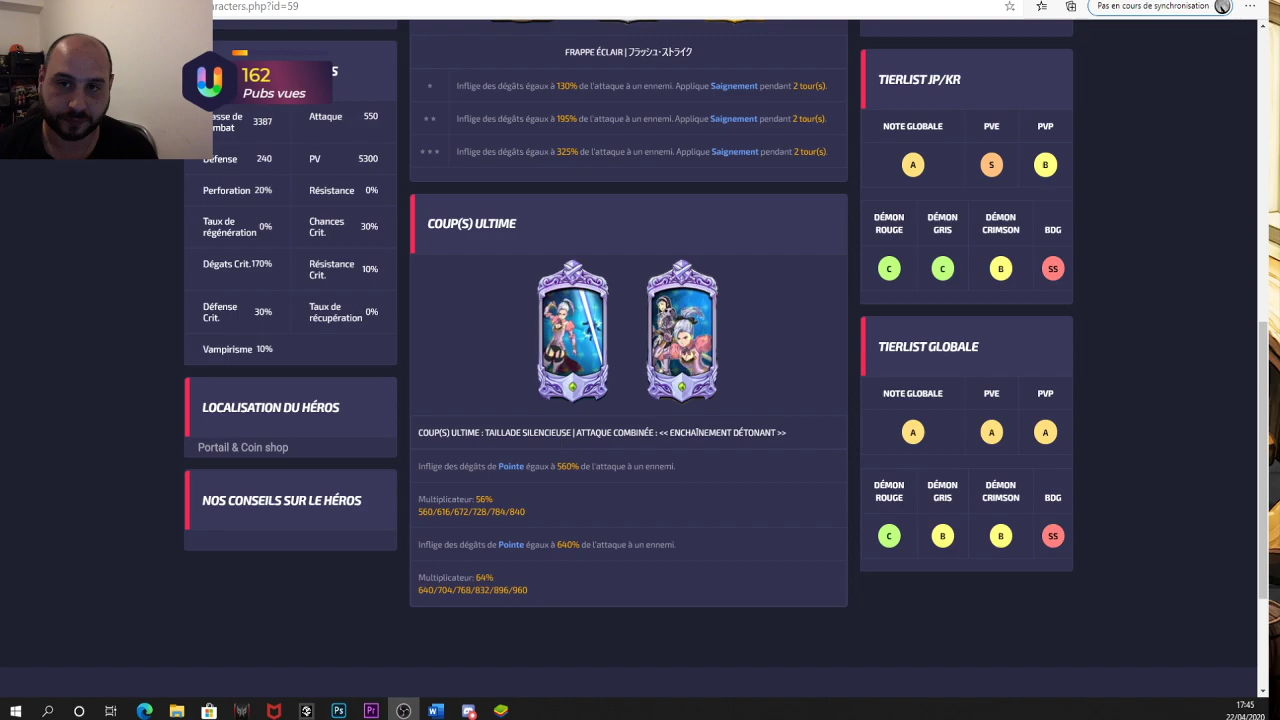 aracters.php?id=59
Pas en cours de synchronisation
162
Pubs vues
S
asse de
ombat
3387
Attaque
550
Défense
240
PV
5300
Perforation
20%
Résistance
0%
Taux de
régénération
0%
Chances
Crit.
30%
Dégats Crit.
170%
Résistance
Crit.
10%
Défense
Crit.
30%
Taux de
récupération
0%
Vampirisme
10%
LOCALISATION DU HÉROS
Portail & Coin shop
NOS CONSEILS SUR LE HÉROS
FRAPPE ÉCLAIR | フラッシュ・ストライク
★ Inflige des dégâts égaux à 130% de l'attaque à un ennemi. Applique Saignement pendant 2 tour(s).
★★ Inflige des dégâts égaux à 195% de l'attaque à un ennemi. Applique Saignement pendant 2 tour(s).
★★★ Inflige des dégâts égaux à 325% de l'attaque à un ennemi. Applique Saignement pendant 2 tour(s).
COUP(S) ULTIME
COUP(S) ULTIME : TAILLADE SILENCIEUSE | ATTAQUE COMBINÉE : << ENCHAÎNEMENT DÉTONANT >>
Inflige des dégâts de Pointe égaux à 560% de l'attaque à un ennemi.
Multiplicateur: 56%
560/616/672/728/784/840
Inflige des dégâts de Pointe égaux à 640% de l'attaque à un ennemi.
Multiplicateur: 64%
640/704/768/832/896/960
TIERLIST JP/KR
NOTE GLOBALE
PVE
PVP
A
S
B
DÉMON
ROUGE
DÉMON
GRIS
DÉMON
CRIMSON
BDG
C
C
B
SS
TIERLIST GLOBALE
NOTE GLOBALE
PVE
PVP
A
A
A
DÉMON
ROUGE
DÉMON
GRIS
DÉMON
CRIMSON
BDG
C
B
B
SS
17:45
22/04/2020